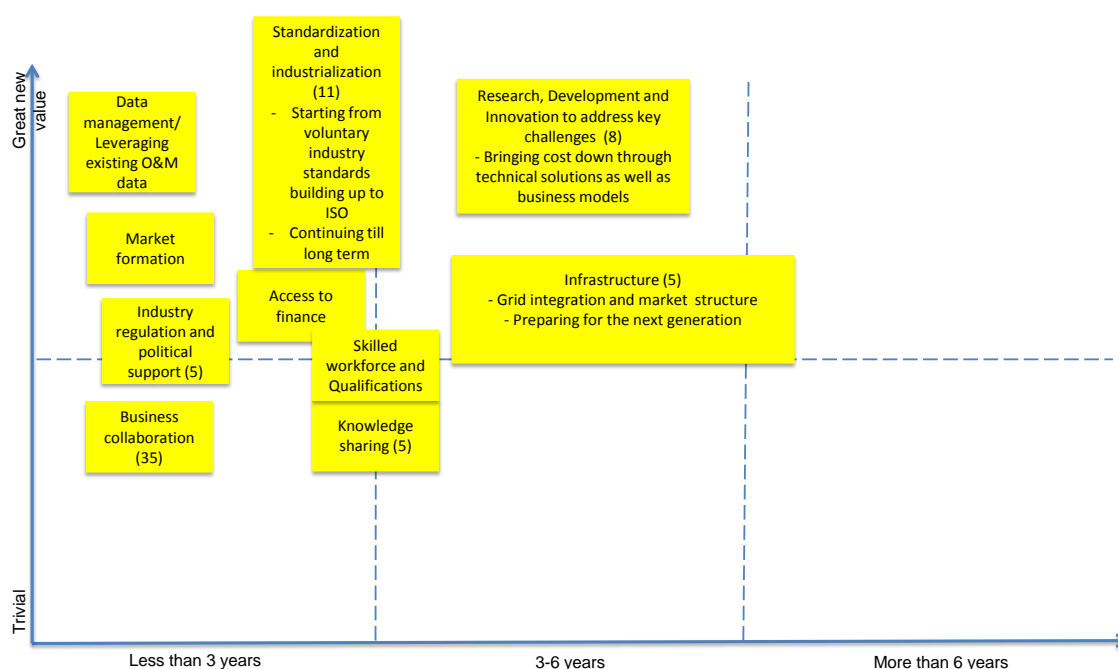 Great new
value
Trivial
Data
management/
Leveraging
existing O&M
data
Market
formation
Industry
regulation and
political
support (5)
Business
collaboration
(35)
Standardization
and
industrialization
(11)
- Starting from
voluntary
industry
standards
building up to
ISO
- Continuing till
long term
Access to
finance
Skilled
workforce and
Qualifications
Knowledge
sharing (5)
Research, Development and
Innovation to address key
challenges (8)
- Bringing cost down through
technical solutions as well as
business models
Infrastructure (5)
- Grid integration and market structure
- Preparing for the next generation
Less than 3 years
3-6 years
More than 6 years